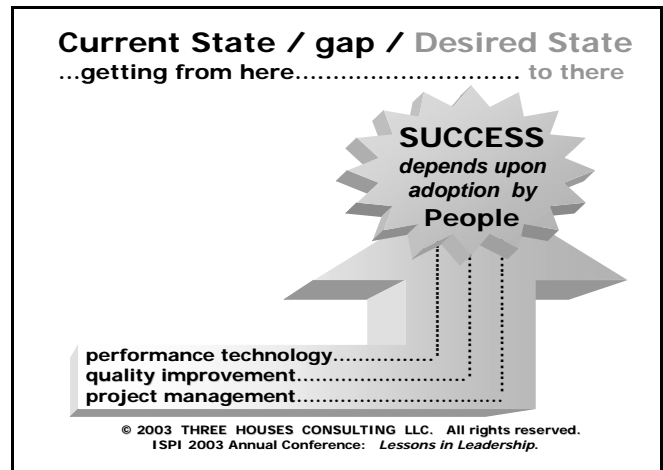 Current State / gap / Desired State
...getting from here.............................. to there
SUCCESS
depends upon
adoption by
People
performance technology.................
quality improvement.............................
project management...................................
© 2003 THREE HOUSES CONSULTING LLC. All rights reserved.
ISPI 2003 Annual Conference: Lessons in Leadership.